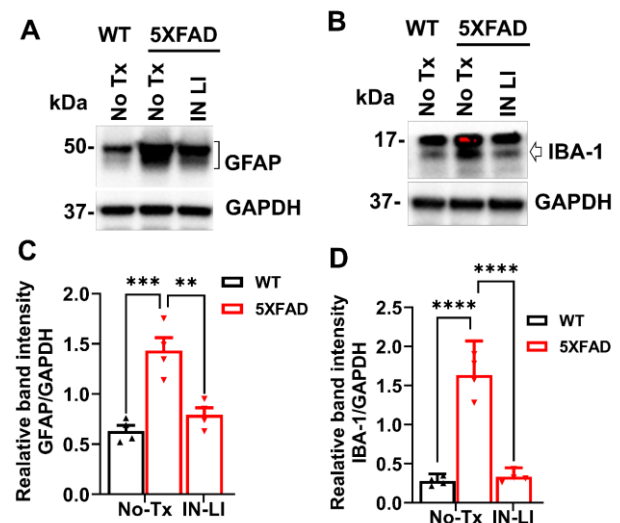 A
WT 5XFAD
No Tx
No Tx
IN LI
kDa
50-
GFAP
37-
GAPDH
B
WT 5XFAD
No Tx
No Tx
IN LI
kDa
17-
IBA-1
37-
GAPDH
C
WT
5XFAD
*** **
Realative band intensity
GFAP/GAPDH
2.0
1.5
1.0
0.5
0.0
No-Tx IN-LI
D
WT
5XFAD
****
****
Realative band intensity
IBA-1/GAPDH
2.5
2.0
1.5
1.0
0.5
0.0
No-Tx IN-LI